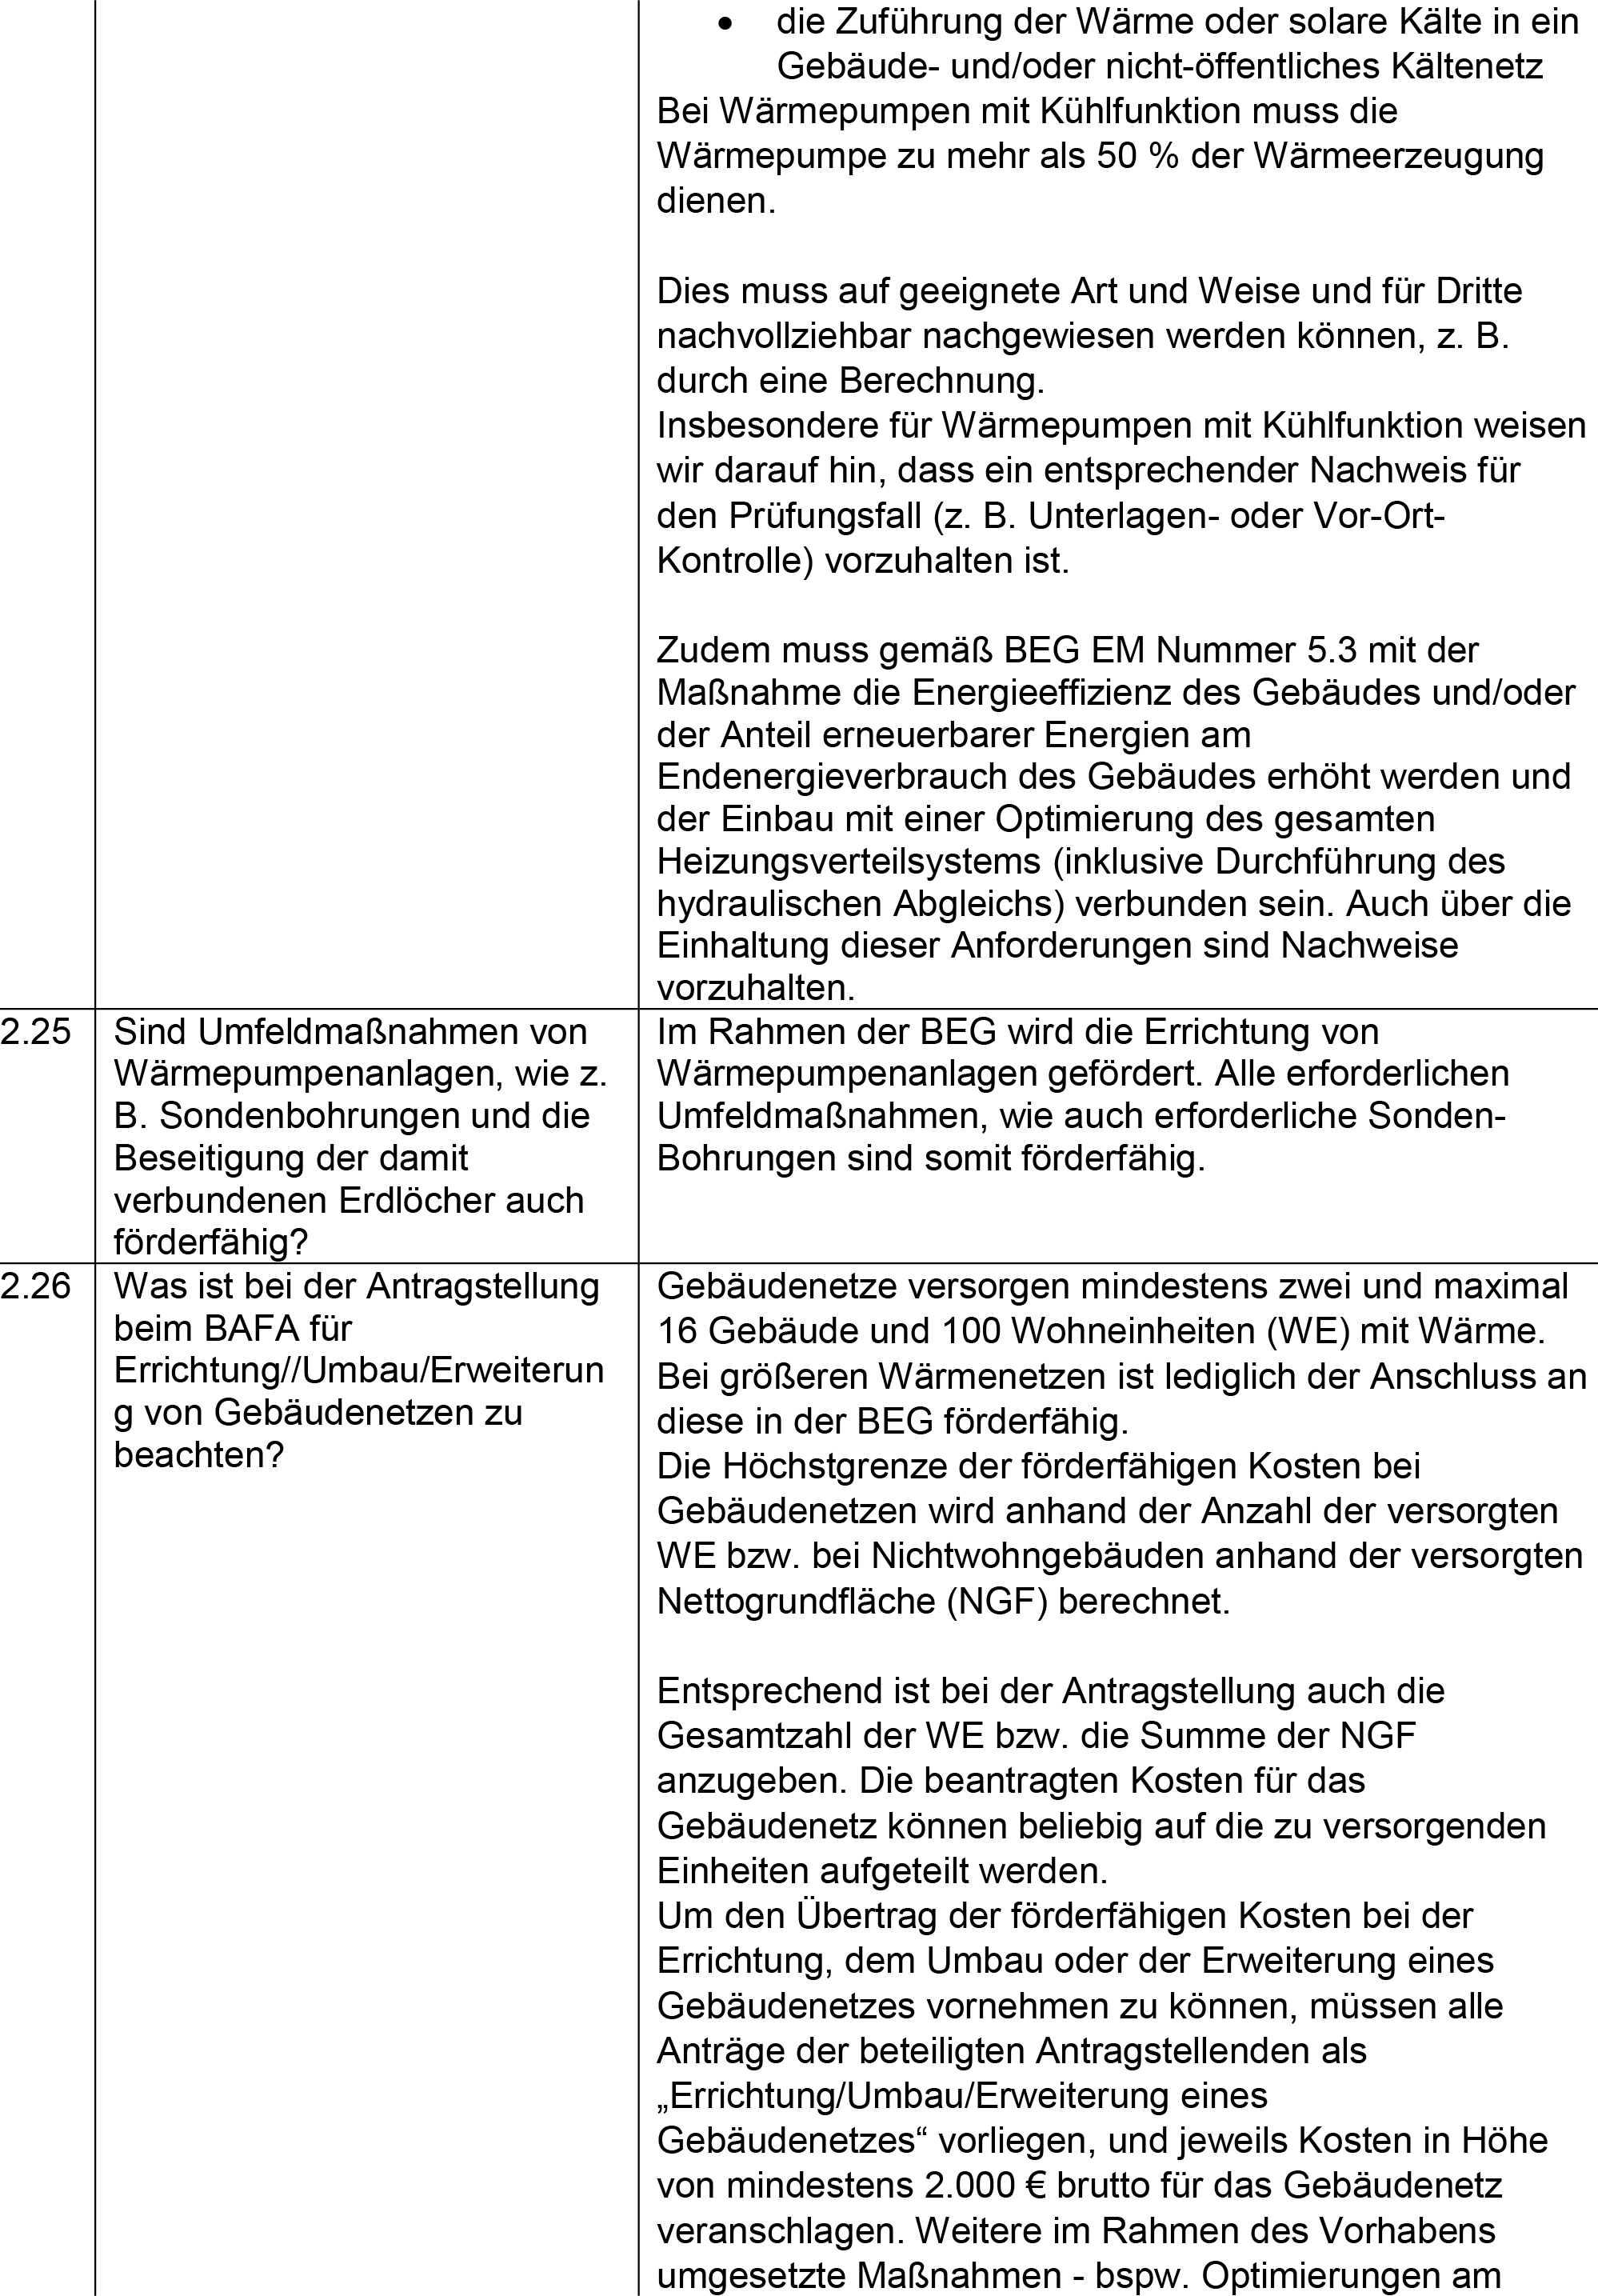 • die Zuführung der Wärme oder solare Kälte in ein
Gebäude- und/oder nicht-öffentliches Kältenetz
Bei Wärmepumpen mit Kühlfunktion muss die
Wärmepumpe zu mehr als 50 % der Wärmeerzeugung
dienen.
Dies muss auf geeignete Art und Weise und für Dritte
nachvollziehbar nachgewiesen werden können, z. B.
durch eine Berechnung.
Insbesondere für Wärmepumpen mit Kühlfunktion weisen
wir darauf hin, dass ein entsprechender Nachweis für
den Prüfungsfall (z. B. Unterlagen- oder Vor-Ort-
Kontrolle) vorzuhalten ist.
Zudem muss gemäß BEG EM Nummer 5.3 mit der
Maßnahme die Energieeffizienz des Gebäudes und/oder
der Anteil erneuerbarer Energien am
Endenergieverbrauch des Gebäudes erhöht werden und
der Einbau mit einer Optimierung des gesamten
Heizungsverteilsystems (inklusive Durchführung des
hydraulischen Abgleichs) verbunden sein. Auch über die
Einhaltung dieser Anforderungen sind Nachweise
vorzuhalten.
2.25
Sind Umfeldmaßnahmen von
Wärmepumpenanlagen, wie z.
B. Sondenbohrungen und die
Beseitigung der damit
verbundenen Erdlöcher auch
förderfähig?
Im Rahmen der BEG wird die Errichtung von
Wärmepumpenanlagen gefördert. Alle erforderlichen
Umfeldmaßnahmen, wie auch erforderliche Sonden-
Bohrungen sind somit förderfähig.
2.26
Was ist bei der Antragstellung
beim BAFA für
Errichtung//Umbau/Erweiterun
g von Gebäudenetzen zu
beachten?
Gebäudenetze versorgen mindestens zwei und maximal
16 Gebäude und 100 Wohneinheiten (WE) mit Wärme.
Bei größeren Wärmenetzen ist lediglich der Anschluss an
diese in der BEG förderfähig.
Die Höchstgrenze der förderfähigen Kosten bei
Gebäudenetzen wird anhand der Anzahl der versorgten
WE bzw. bei Nichtwohngebäuden anhand der versorgten
Nettogrundfläche (NGF) berechnet.
Entsprechend ist bei der Antragstellung auch die
Gesamtzahl der WE bzw. die Summe der NGF
anzugeben. Die beantragten Kosten für das
Gebäudenetz können beliebig auf die zu versorgenden
Einheiten aufgeteilt werden.
Um den Übertrag der förderfähigen Kosten bei der
Errichtung, dem Umbau oder der Erweiterung eines
Gebäudenetzes vornehmen zu können, müssen alle
Anträge der beteiligten Antragstellenden als
„Errichtung/Umbau/Erweiterung eines
Gebäudenetzes“ vorliegen, und jeweils Kosten in Höhe
von mindestens 2.000 € brutto für das Gebäudenetz
veranschlagen. Weitere im Rahmen des Vorhabens
umgesetzte Maßnahmen - bspw. Optimierungen am